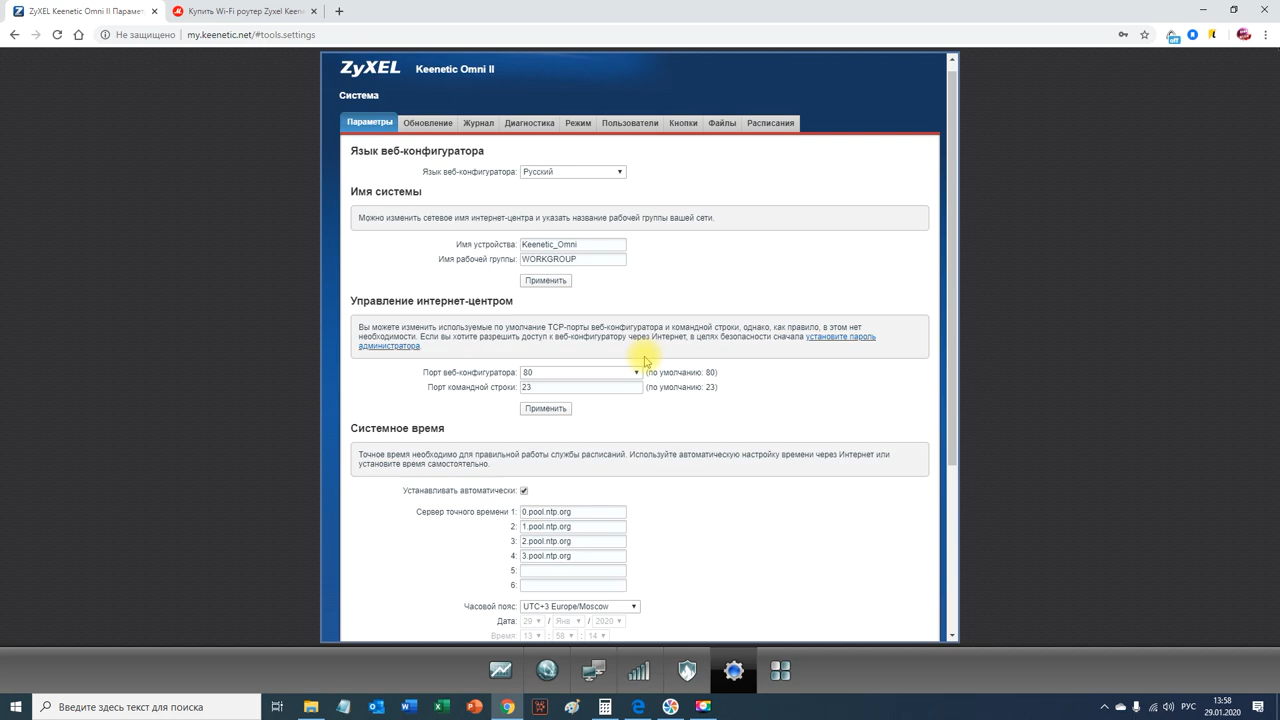 ZyXEL Keenetic Omni II Парамет
Купить Wi-Fi роутер Zyxel Keene
Не защищено
my.keenetic.net/#tools.settings
off
ZyXEL Keenetic Omni II
Система
Параметры Обновление Журнал Диагностика Режим Пользователи Кнопки Файлы Расписания
Язык веб-конфигуратора
Язык веб-конфигуратора: Русский
Имя системы
Можно изменить сетевое имя интернет-центра и указать название рабочей группы вашей сети.
Имя устройства: Keenetic_Omni
Имя рабочей группы: WORKGROUP
Применить
Управление интернет-центром
Вы можете изменить используемые по умолчанию TCP-порты веб-конфигуратора и командной строки, однако, как правило, в этом нет
необходимости. Если вы хотите разрешить доступ к веб-конфигуратору через Интернет, в целях безопасности сначала установите пароль
администратора.
Порт веб-конфигуратора: 80 (по умолчанию: 80)
Порт командной строки: 23 (по умолчанию: 23)
Применить
Системное время
Точное время необходимо для правильной работы службы расписаний. Используйте автоматическую настройку времени через Интернет или
установите время самостоятельно.
Устанавливать автоматически:
Сервер точного времени 1: 0.pool.ntp.org
2: 1.pool.ntp.org
3: 2.pool.ntp.org
4: 3.pool.ntp.org
5:
6:
Часовой пояс: UTC+3 Europe/Moscow
Дата: 29 / Янв / 2020
Время: 13 : 58 : 14
Введите здесь текст для поиска
РУС
13:58
29.01.2020